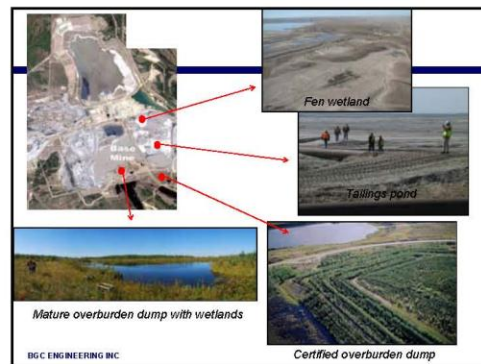 Base
Mine
Fen wetland
Tailings pond
Mature overburden dump with wetlands
Certified overburden dump
BGC ENGINEERING INC